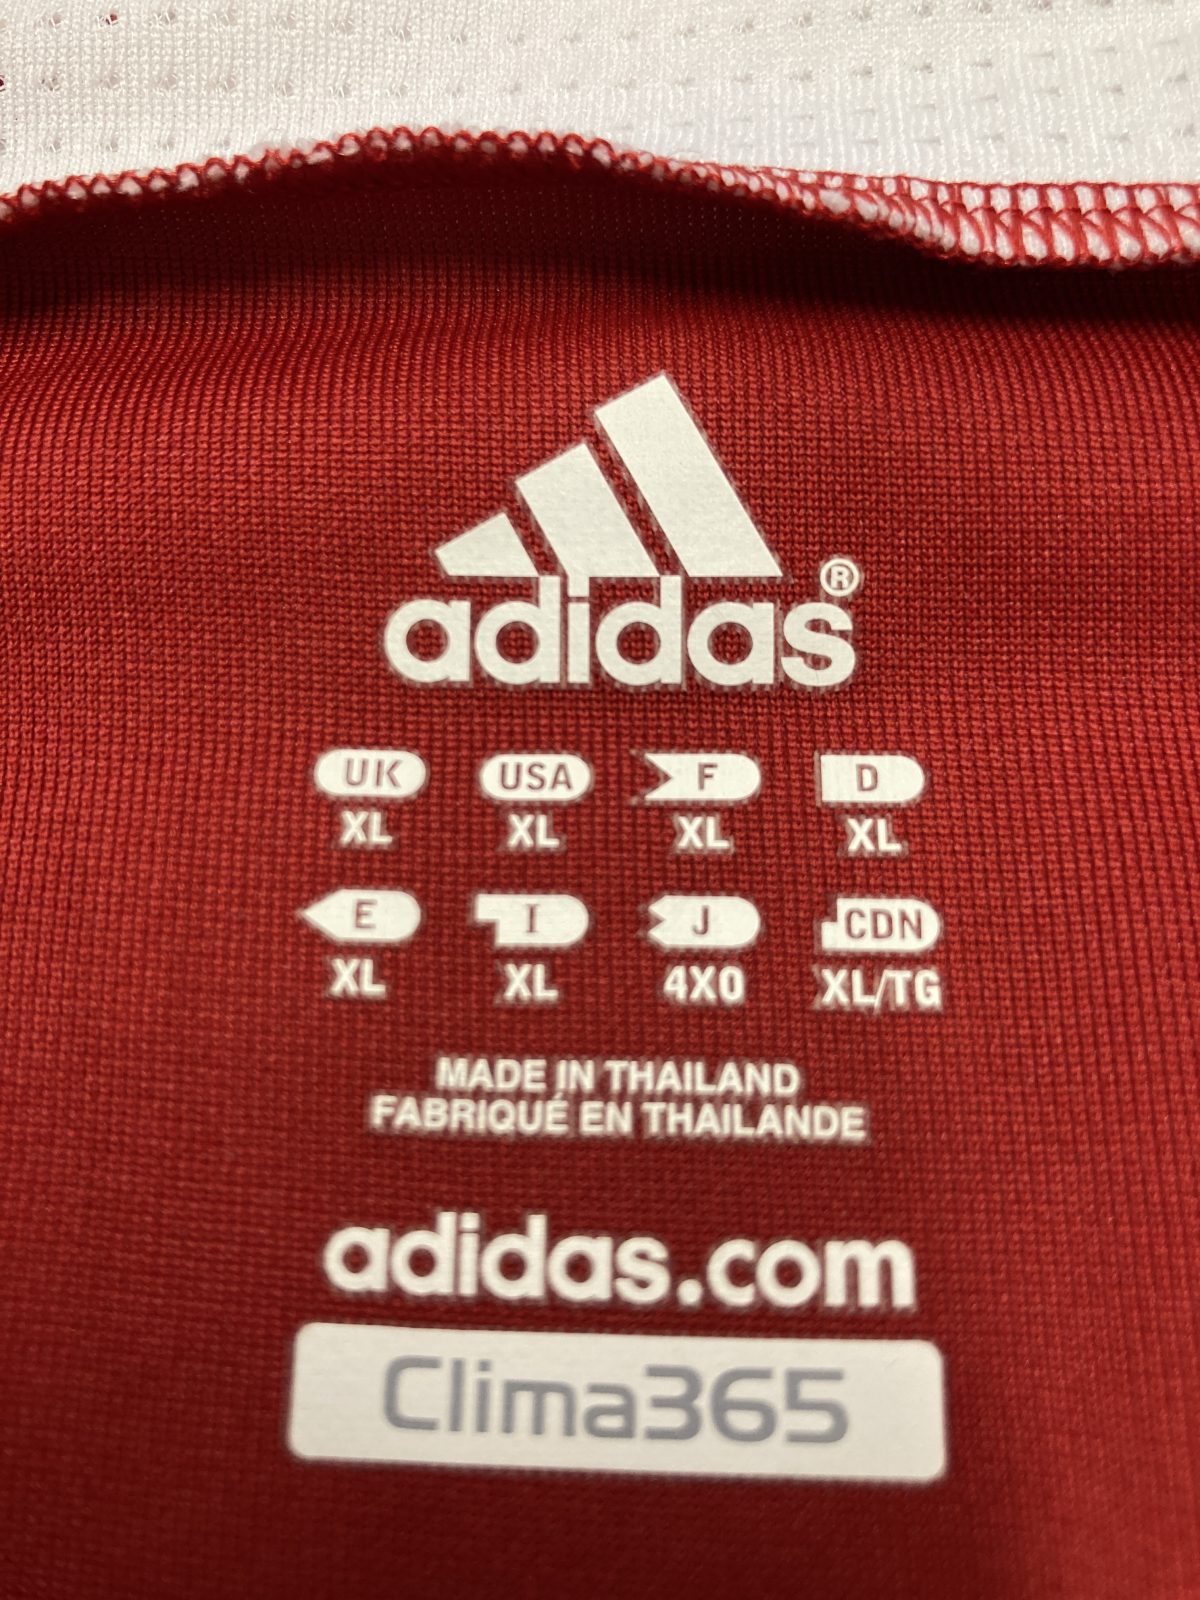 adidas®
UK USA F D
XL XL XL XL
E I J CDN
XL XL 4XO XL/TG
MADE IN THAILAND
FABRIQUÉ EN THAILANDE
adidas.com
Clima365